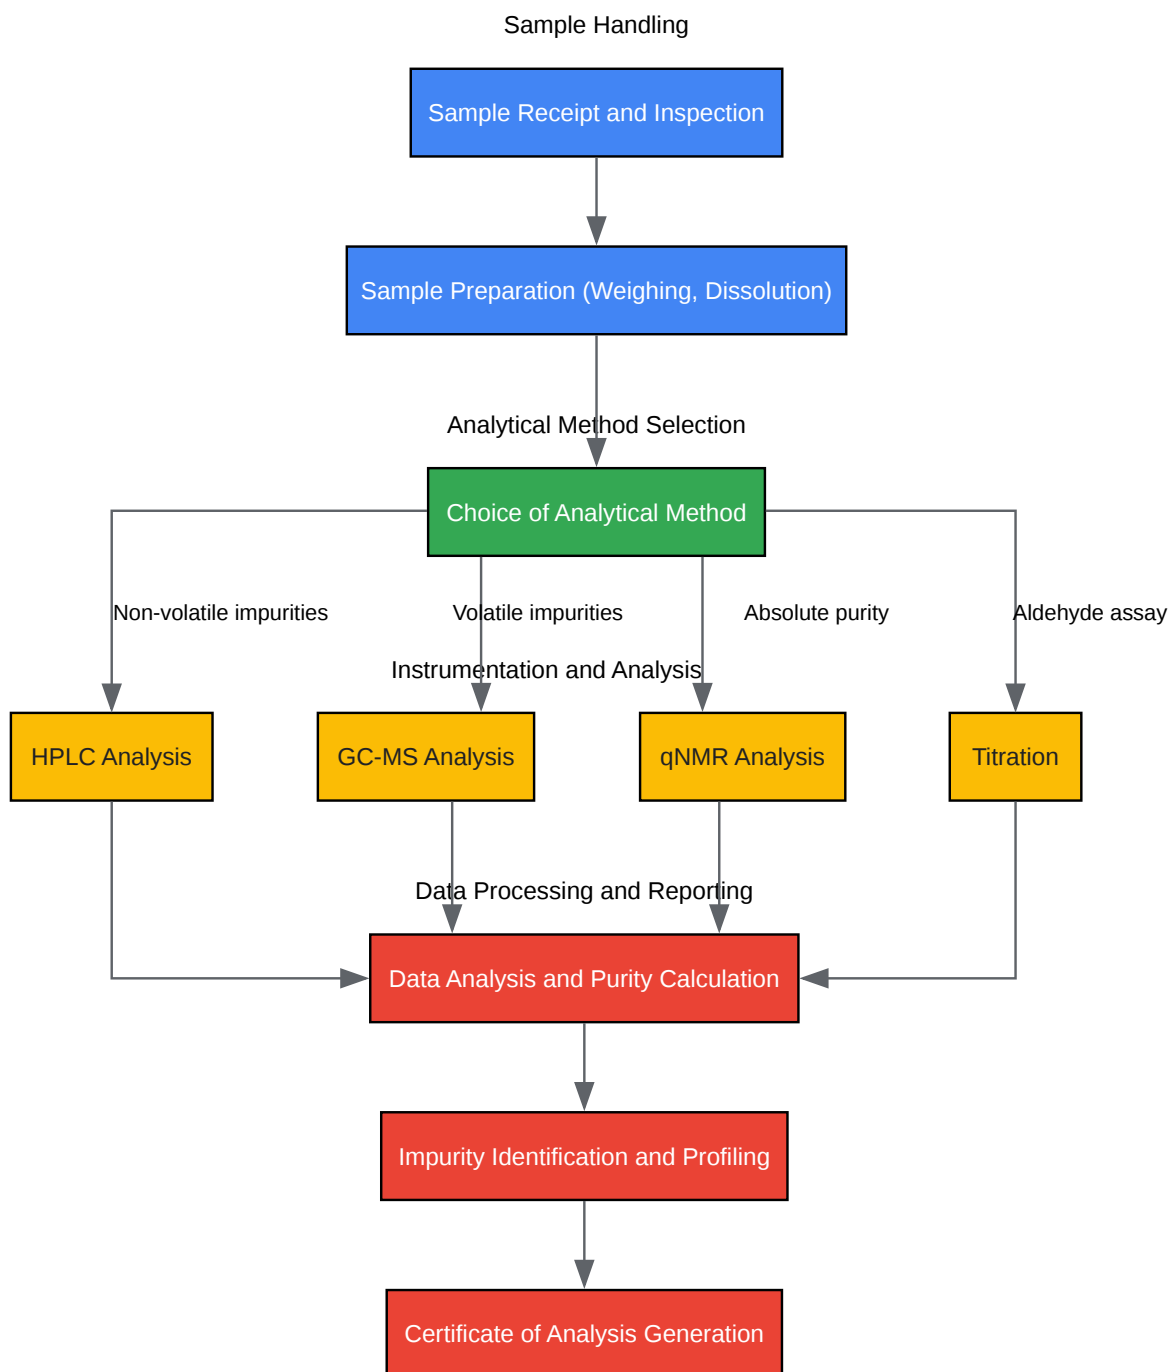 Sample Handling
Sample Receipt and Inspection
Sample Preparation (Weighing, Dissolution)
Analytical Method Selection
Choice of Analytical Method
Non-volatile impurities
Volatile impurities
Absolute purity
Aldehyde assay
Instrumentation and Analysis
HPLC Analysis
GC-MS Analysis
qNMR Analysis
Titration
Data Processing and Reporting
Data Analysis and Purity Calculation
Impurity Identification and Profiling
Certificate of Analysis Generation